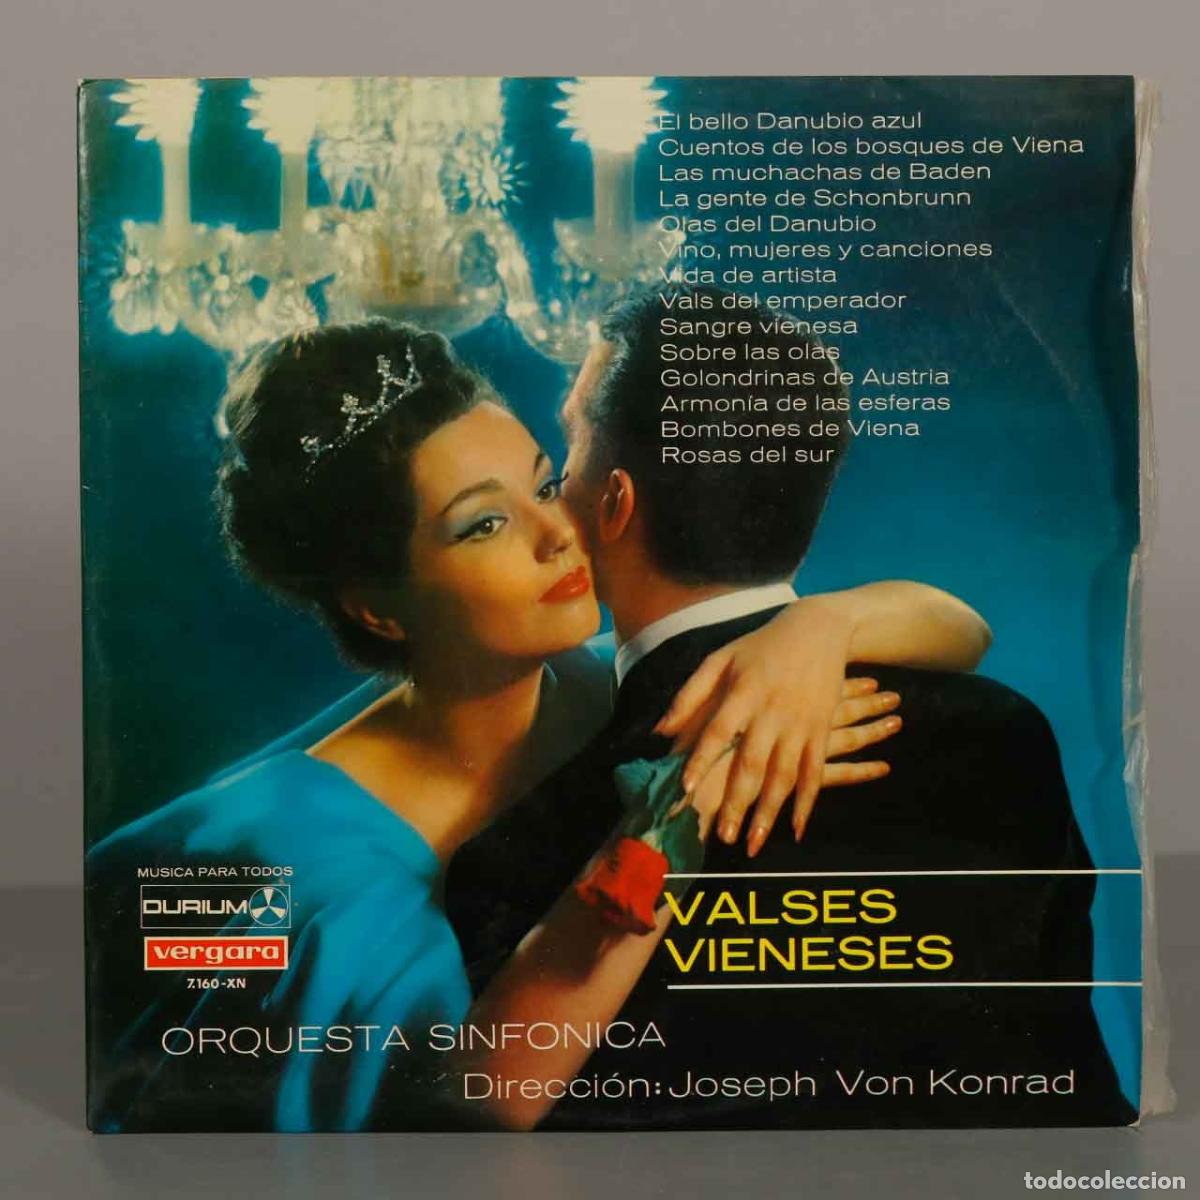 El bello Danubio azul
Cuentos de los bosques de Viena
Las muchachas de Baden
La gente de Schonbrunn
Olas del Danubio
Vino, mujeres y canciones
Vida de artista
Vals del emperador
Sangre vienesa
Sobre las olas
Golondrinas de Austria
Armonía de las esferas
Bombones de Viena
Rosas del sur
MUSICA PARA TODOS
DURIUM
vergara
7.160-XN
VALSES
VIENESES
ORQUESTA SINFONICA
Dirección: Joseph Von Konrad
todocoleccion